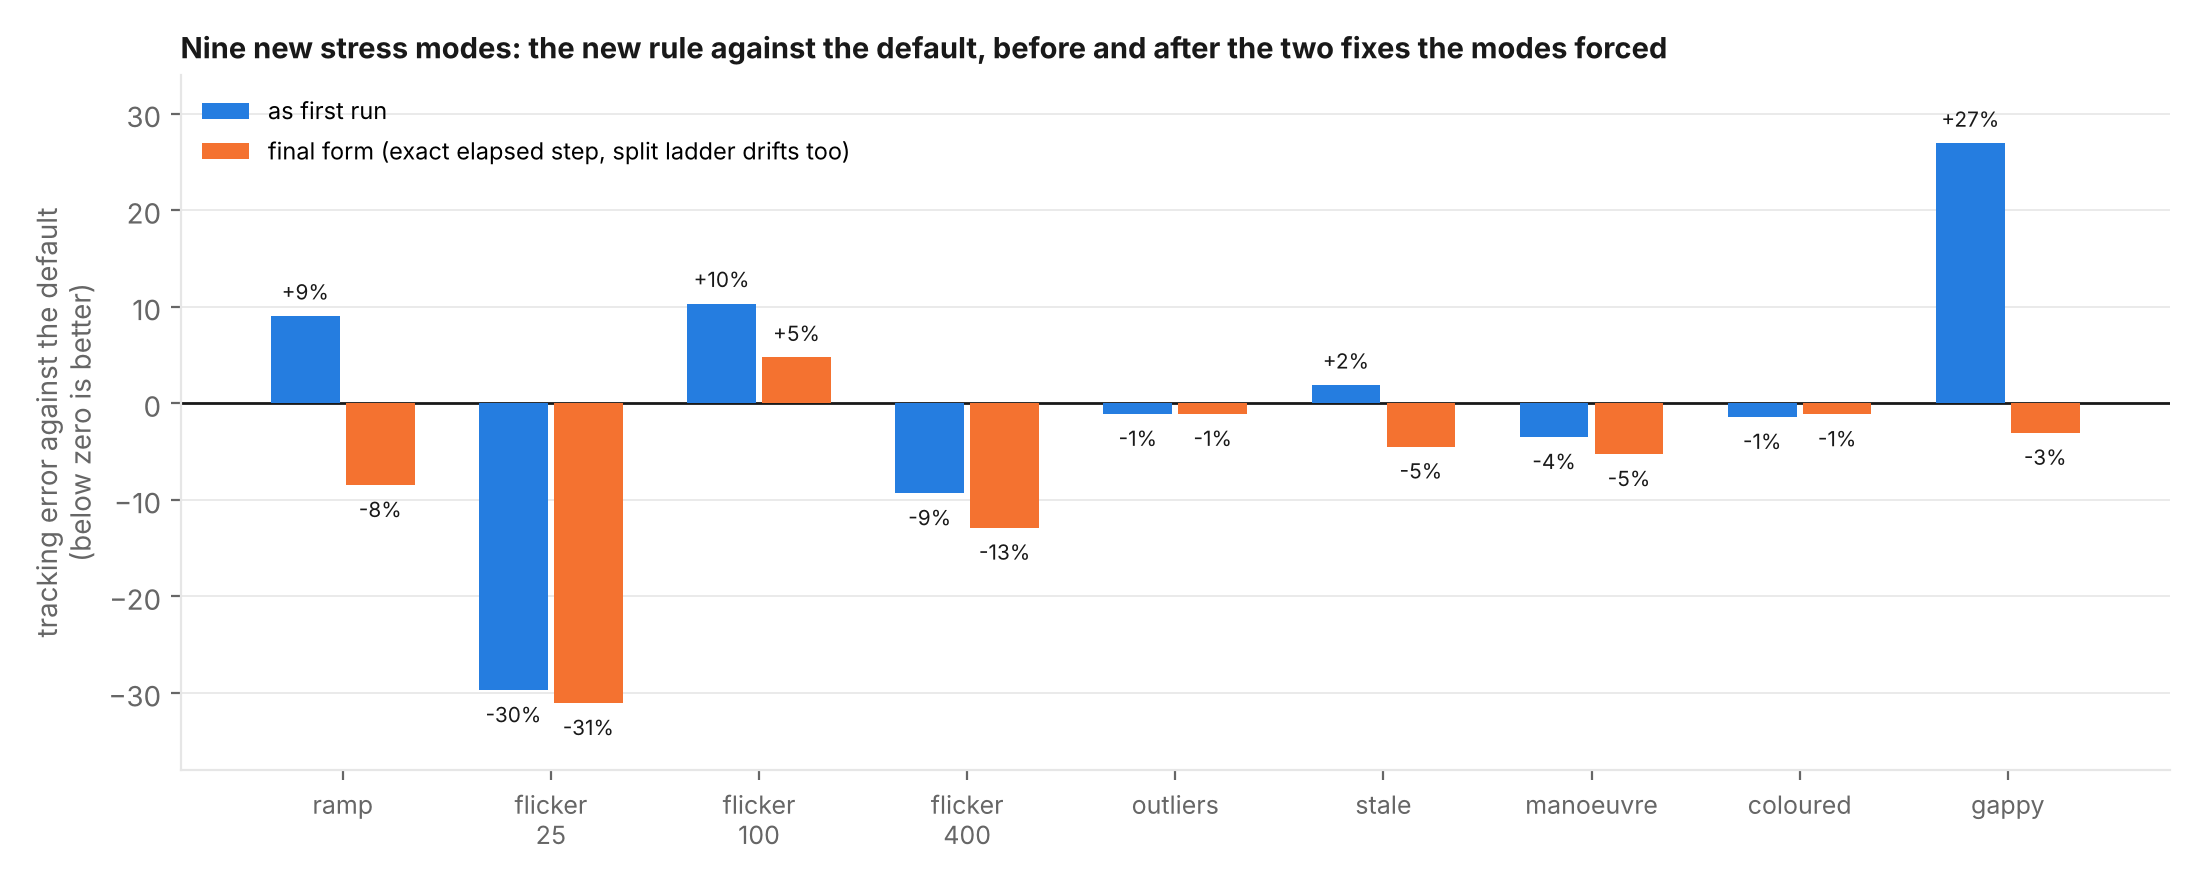 Nine new stress modes: the new rule against the default, before and after the two fixes the modes forced
as first run
final form (exact elapsed step, split ladder drifts too)
tracking error against the default
(below zero is better)
30
20
10
0
−10
−20
−30
+9%
-8%
-30%
-31%
+10%
+5%
-9%
-13%
-1%
-1%
+2%
-5%
-4%
-5%
-1%
-1%
+27%
-3%
ramp
flicker
25
flicker
100
flicker
400
outliers
stale
manoeuvre
coloured
gappy